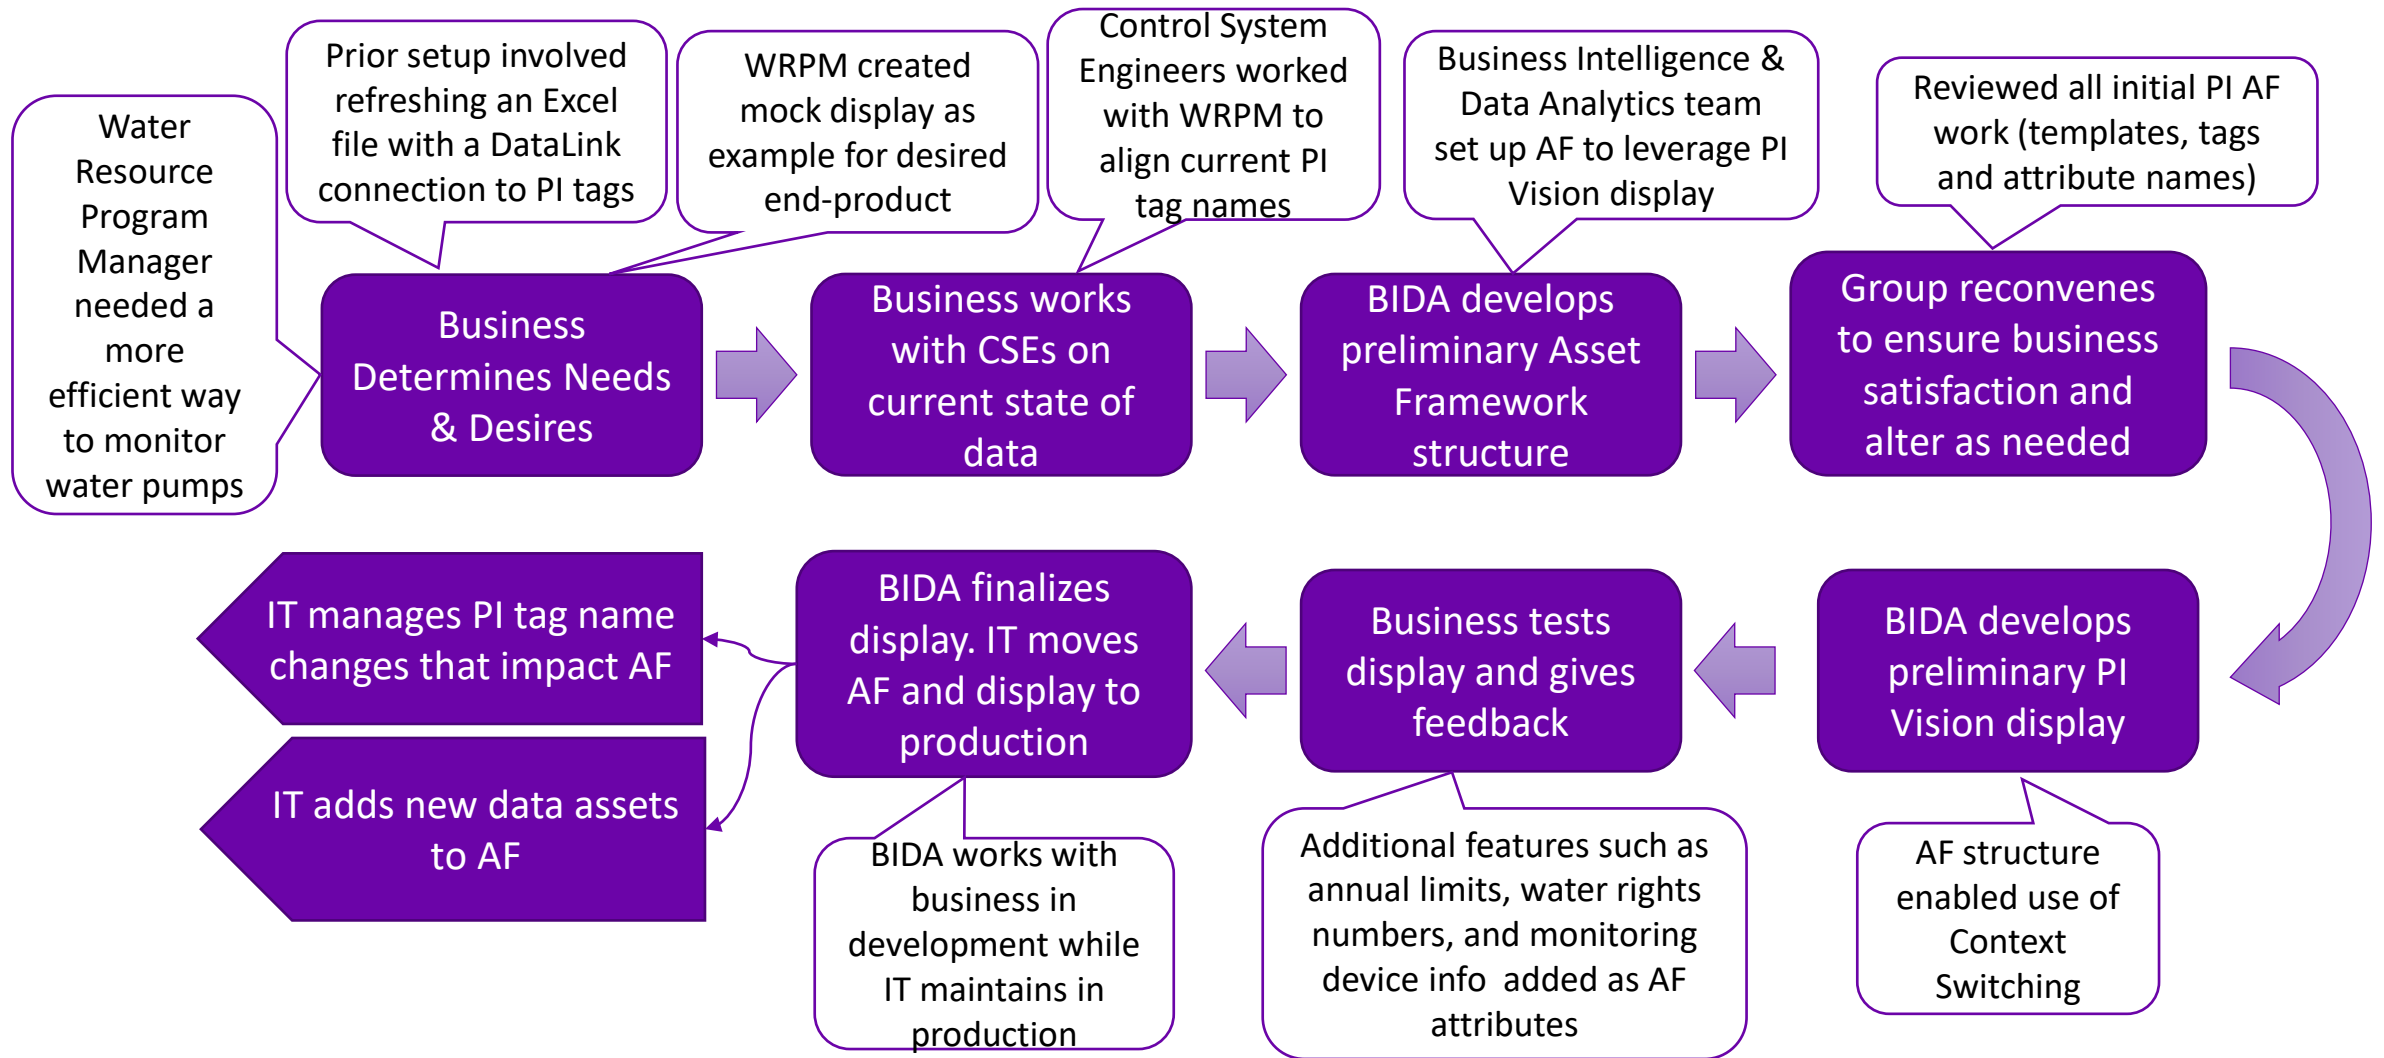 Water
Resource
Program
Manager
needed a
more
efficient way
to monitor
water pumps
Prior setup involved
refreshing an Excel
file with a DataLink
connection to PI tags
WRPM created
mock display as
example for desired
end-product
Control System
Engineers worked
with WRPM to
align current PI
tag names
Business Intelligence &
Data Analytics team
set up AF to leverage PI
Vision display
Reviewed all initial PI AF
work (templates, tags
and attribute names)
Business
Determines Needs
& Desires
Business works
with CSEs on
current state of
data
BIDA develops
preliminary Asset
Framework
structure
Group reconvenes
to ensure business
satisfaction and
alter as needed
BIDA develops
preliminary PI
Vision display
AF structure
enabled use of
Context
Switching
Business tests
display and gives
feedback
Additional features such as
annual limits, water rights
numbers, and monitoring
device info  added as AF
attributes
BIDA finalizes
display. IT moves
AF and display to
production
BIDA works with
business in
development while
IT maintains in
production
IT manages PI tag name
changes that impact AF
IT adds new data assets
to AF